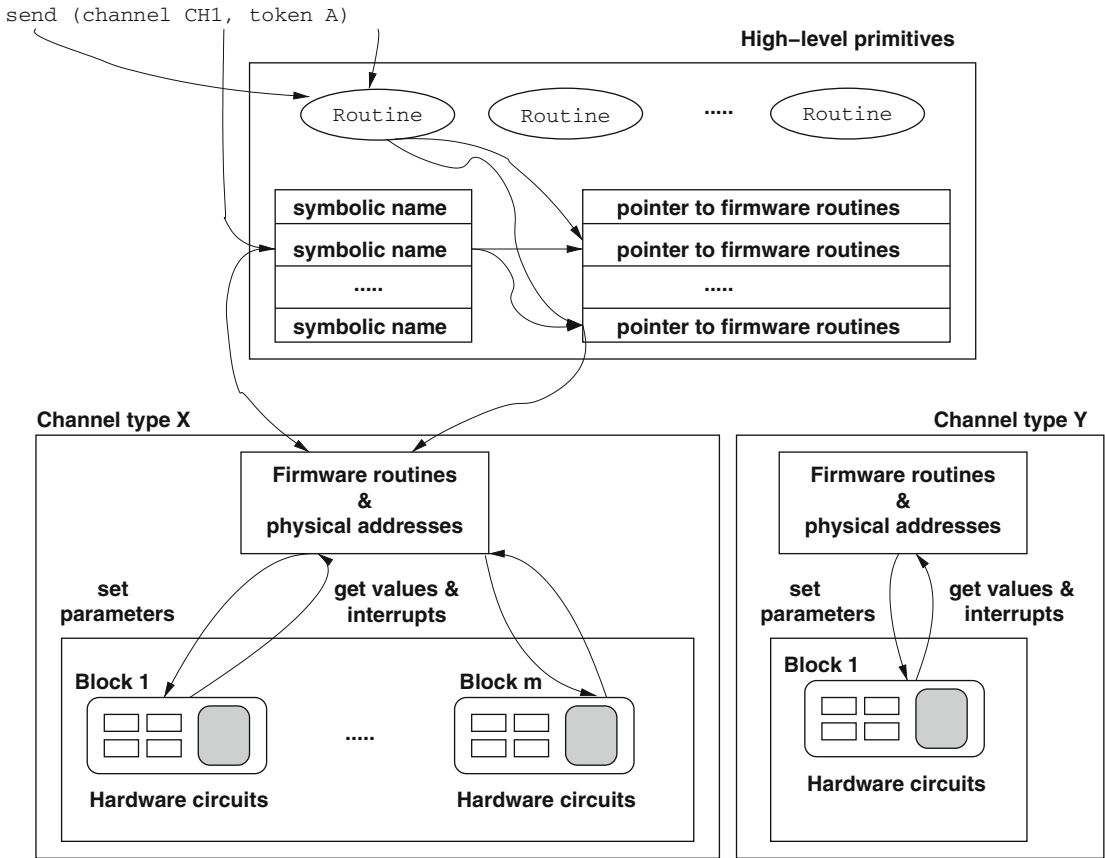 send (channel CH1, token A)
High–level primitives
Routine
Routine
.....
Routine
symbolic name
symbolic name
.....
symbolic name
pointer to firmware routines
pointer to firmware routines
.....
pointer to firmware routines
Channel type X
Firmware routines
&
physical addresses
set
parameters
get values &
interrupts
Block 1
Hardware circuits
.....
Block m
Hardware circuits
Channel type Y
Firmware routines
&
physical addresses
set
parameters
get values &
interrupts
Block 1
Hardware circuits